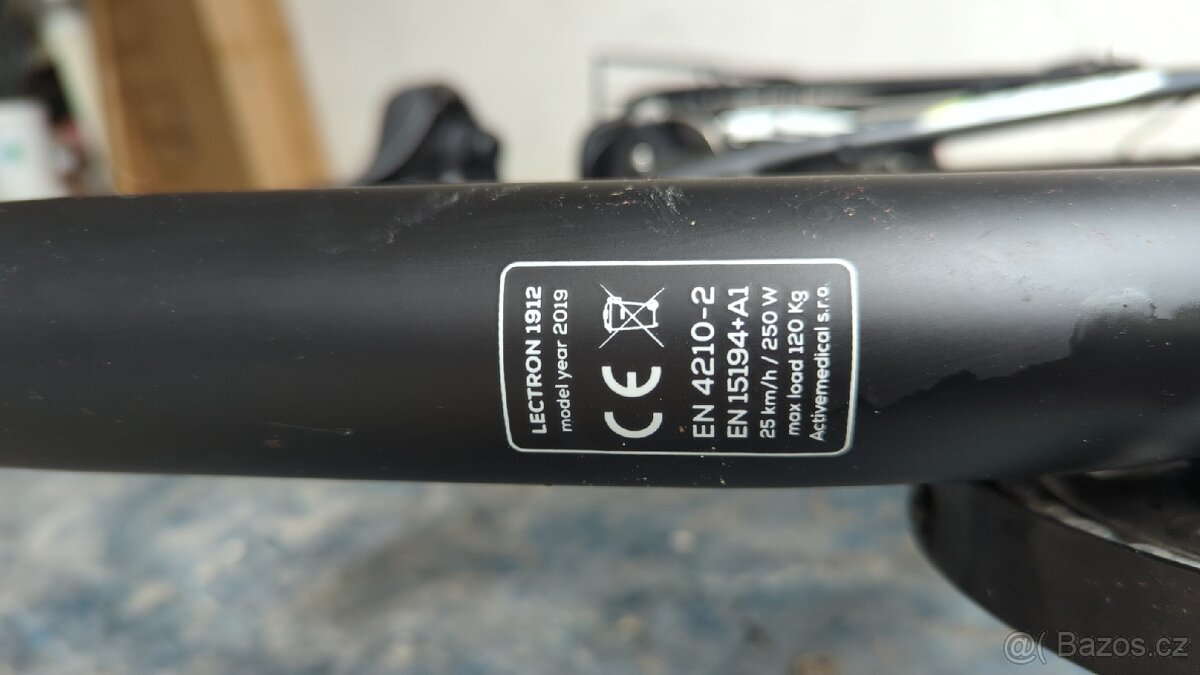 LECTRON 1912
model year 2019
CE
EN 4210-2
EN 15194+A1
25 km/h / 250 W
max load 120 Kg
Activemedical s.r.o.
@( Bazos.cz